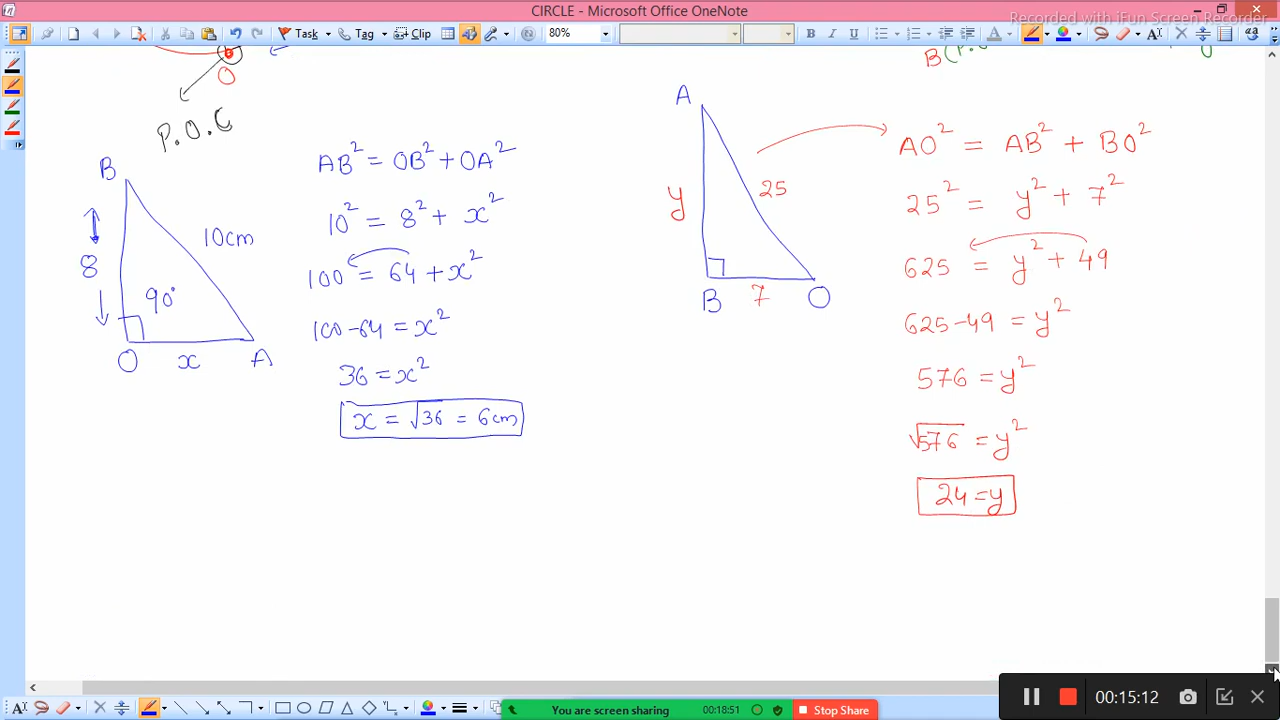 CIRCLE - Microsoft Office OneNote
Recorded with iFun Screen Recorder
Task Tag Clip 80% B I U
O
P.O.C
B
8
90°
10cm
O x A
AB² = OB² + OA²
10² = 8² + x²
100 = 64 + x²
100-64 = x²
36 = x²
x = √36 = 6cm
B
A
y
25
B 7 O
AO² = AB² + BO²
25² = y² + 7²
625 = y² + 49
625-49 = y²
576 = y²
√576 = y²
24 = y
You are screen sharing 00:18:51 Stop Share
00:15:12